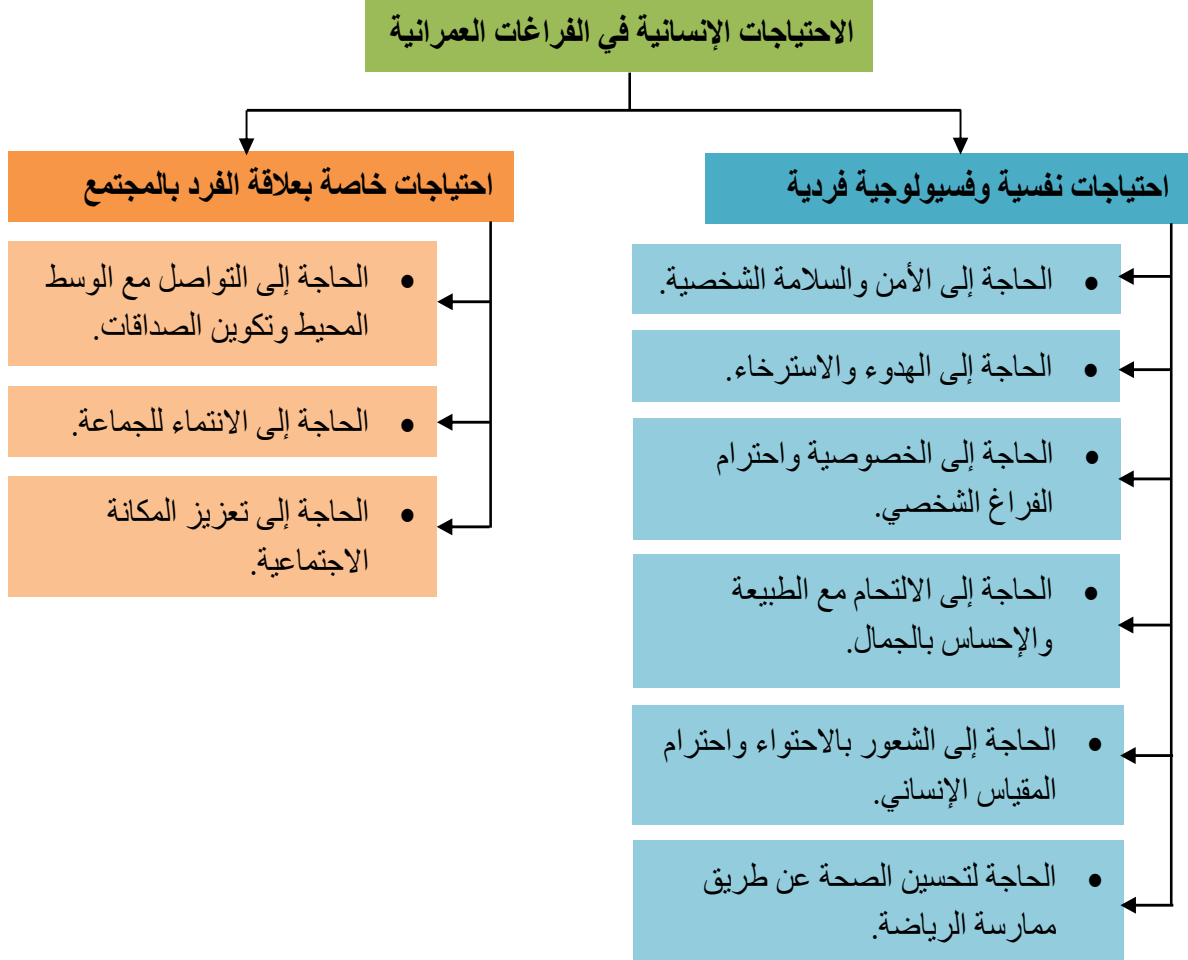 الاحتياجات الإنسانية في الفراغات العمرانية
احتياجات نفسية وفسيولوجية فردية
• الحاجة إلى الأمن والسلامة الشخصية.
• الحاجة إلى الهدوء والاسترخاء.
• الحاجة إلى الخصوصية واحترام
الفراغ الشخصي.
• الحاجة إلى الالتحام مع الطبيعة
والإحساس بالجمال.
• الحاجة إلى الشعور بالاحتواء واحترام
المقياس الإنساني.
• الحاجة لتحسين الصحة عن طريق
ممارسة الرياضة.
احتياجات خاصة بعلاقة الفرد بالمجتمع
• الحاجة إلى التواصل مع الوسط
المحيط وتكوين الصداقات.
• الحاجة إلى الانتماء للجماعة.
• الحاجة إلى تعزيز المكانة
الاجتماعية.